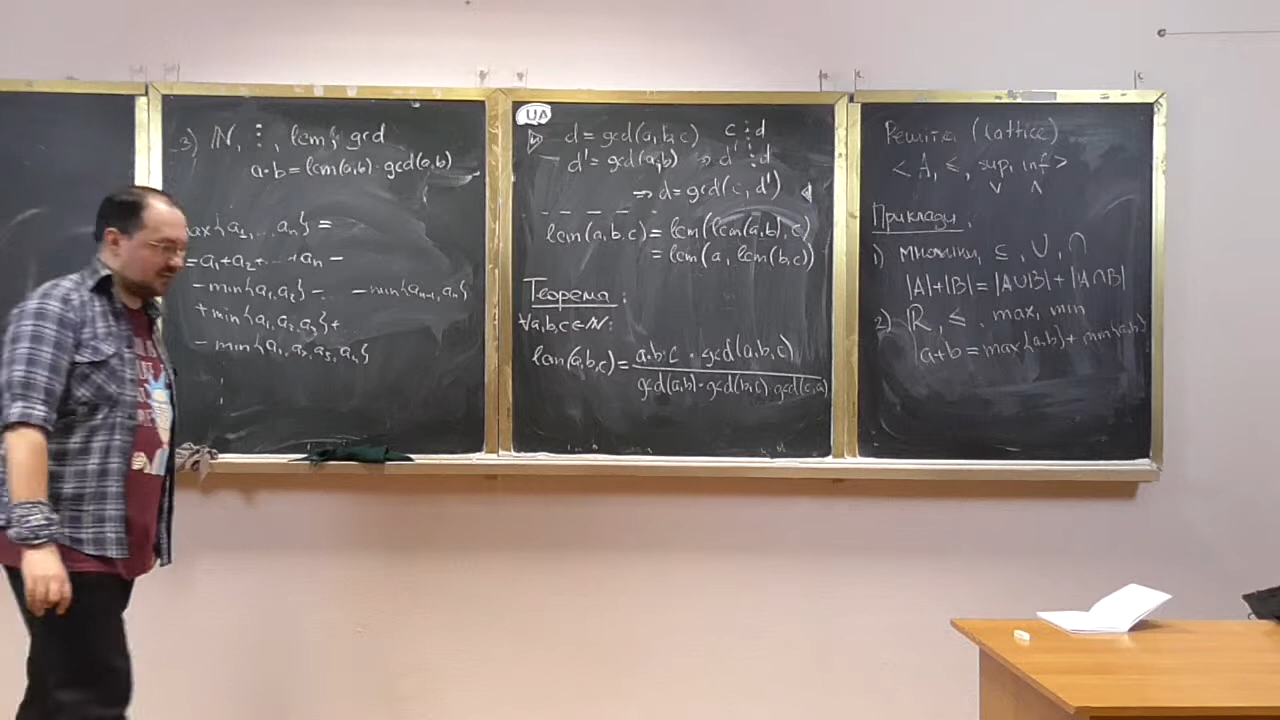 3) ℕ, ⋮, lcm, gcd
a·b = lcm(a,b)·gcd(a,b)
max{a₁, ... aₙ} =
= a₁+a₂+ ... +aₙ −
− min{a₁,a₂} − ... − min{aₙ₋₁,aₙ}
+ min{a₁,a₂,a₃} + ...
− min{a₁,a₂,a₃,a₄}
UA
d = gcd(a,b,c) c ⋮ d
d' = gcd(a,b) ⇒ d' ⋮ d
⇒ d = gcd(c, d')
lcm(a,b,c) = lcm(lcm(a,b), c)
= lcm(a, lcm(b,c))
Теорема:
∀a,b,c∈ℕ:
lcm(a,b,c) = a·b·c · gcd(a,b,c)
gcd(a,b)·gcd(b,c)·gcd(c,a)
Решітка (lattice)
< A, ≤, sup, inf >
∨ ∧
Приклади:
1) множини, ⊆, ∪, ∩
|A|+|B| = |A∪B| + |A∩B|
2) ℝ, ≤, max, min
a+b = max{a,b} + min{a,b}